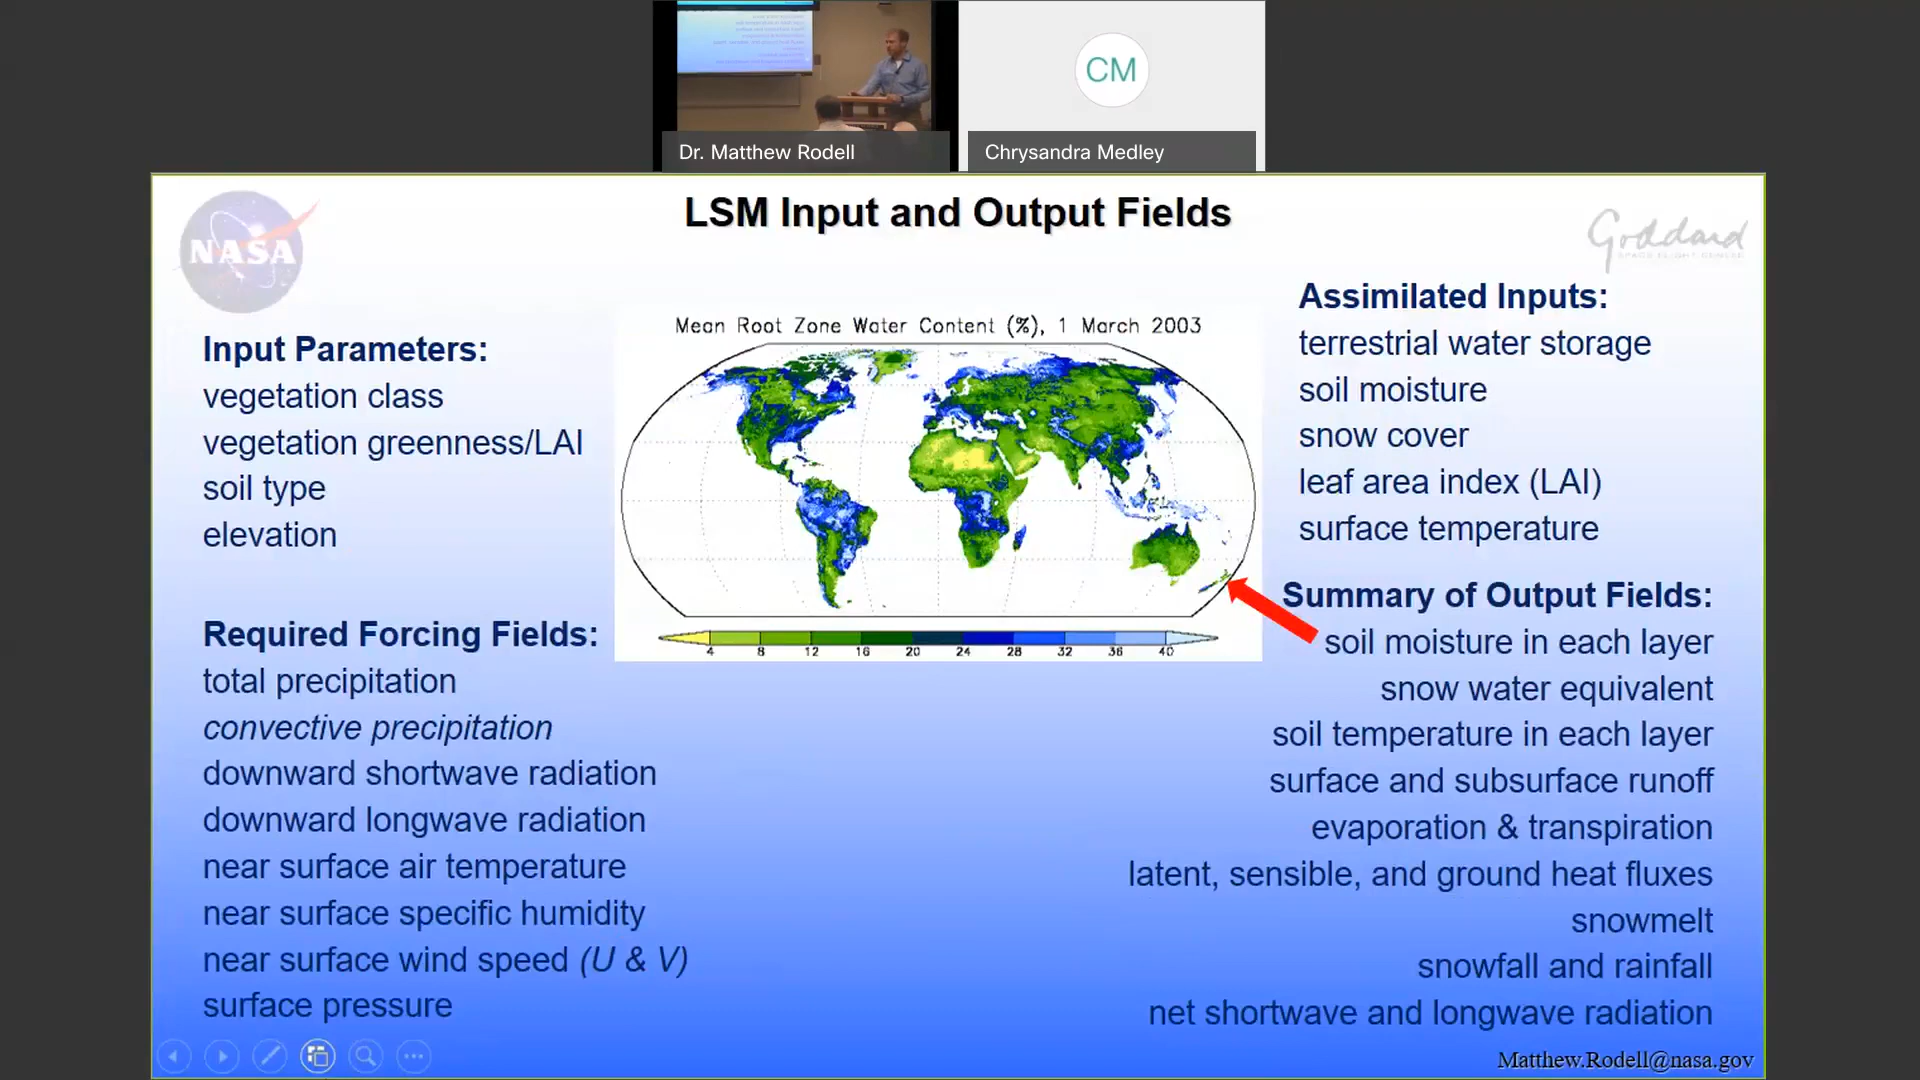 CM
Dr. Matthew Rodell
Chrysandra Medley
LSM Input and Output Fields
NASA
Goddard
SPACE FLIGHT CENTER
Input Parameters:
vegetation class
vegetation greenness/LAI
soil type
elevation
Required Forcing Fields:
total precipitation
convective precipitation
downward shortwave radiation
downward longwave radiation
near surface air temperature
near surface specific humidity
near surface wind speed (U & V)
surface pressure
Mean Root Zone Water Content (%), 1 March 2003
4 8 12 16 20 24 28 32 36 40
Assimilated Inputs:
terrestrial water storage
soil moisture
snow cover
leaf area index (LAI)
surface temperature
Summary of Output Fields:
soil moisture in each layer
snow water equivalent
soil temperature in each layer
surface and subsurface runoff
evaporation & transpiration
latent, sensible, and ground heat fluxes
snowmelt
snowfall and rainfall
net shortwave and longwave radiation
Matthew.Rodell@nasa.gov